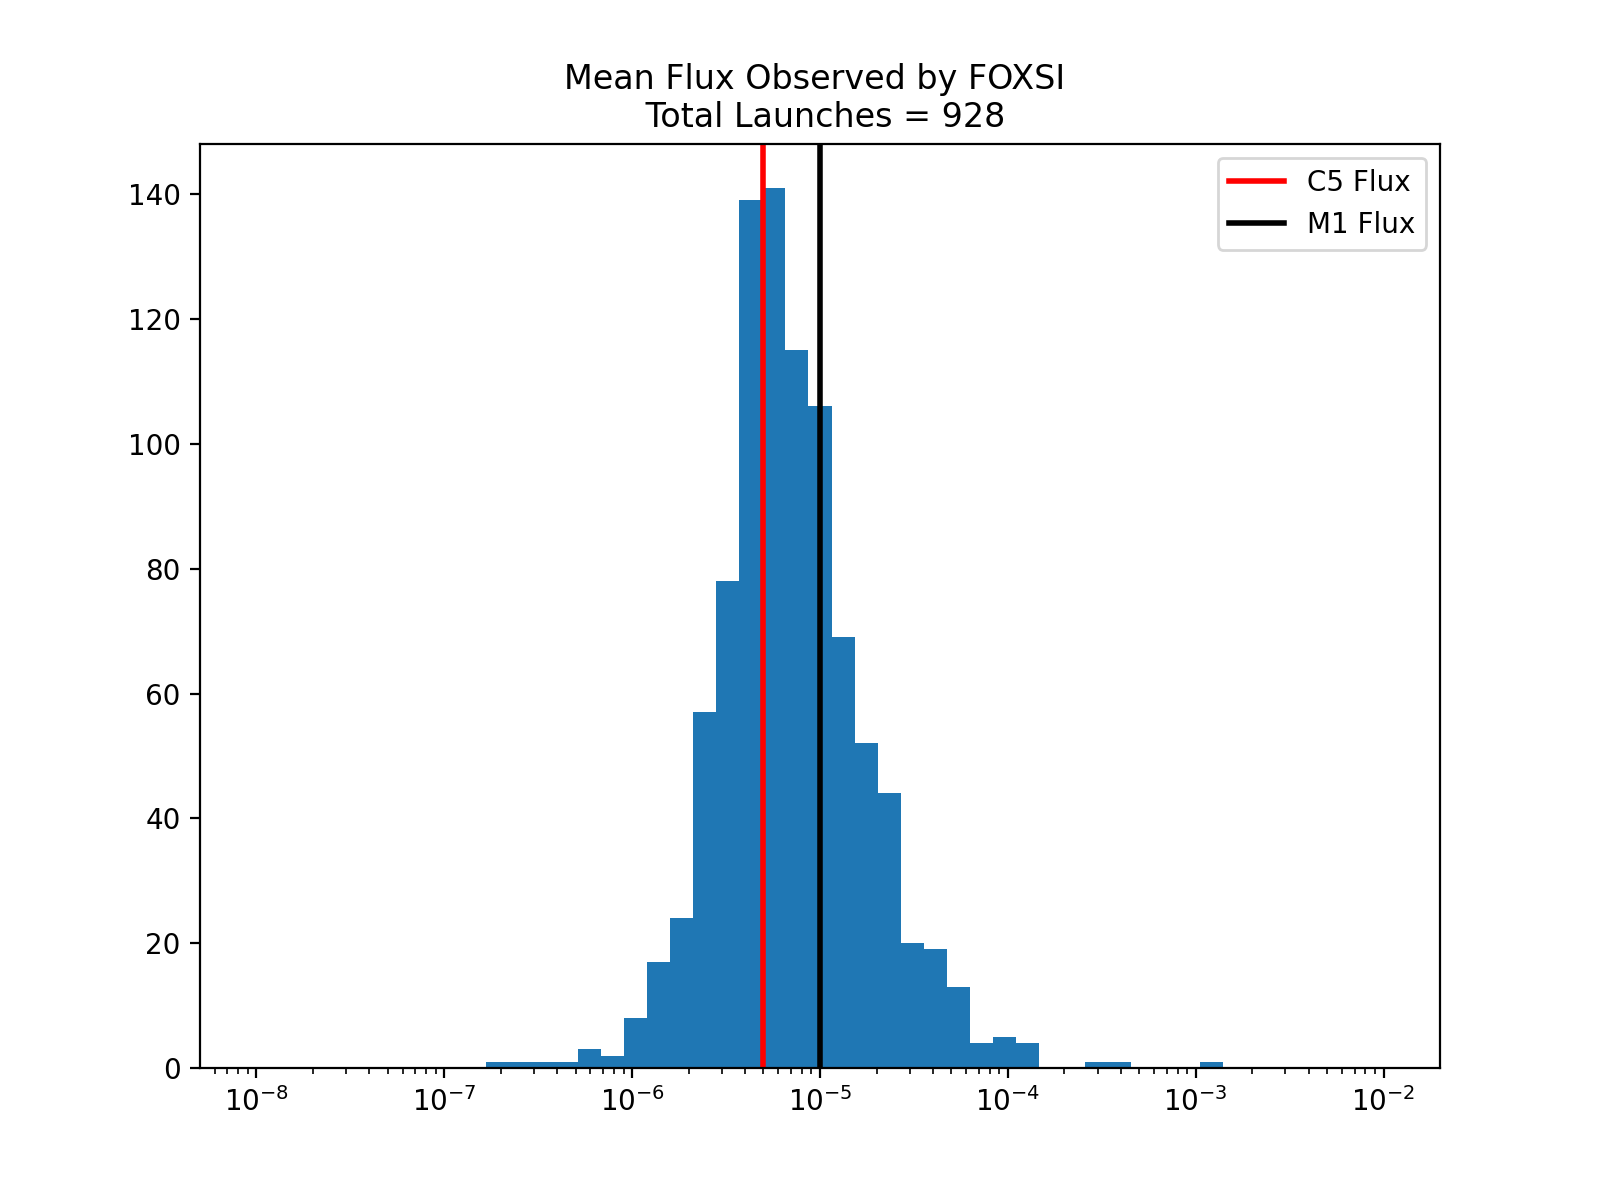 Mean Flux Observed by FOXSI
Total Launches = 928
C5 Flux
M1 Flux
140
120
100
80
60
40
20
0
10⁻⁸ 10⁻⁷ 10⁻⁶ 10⁻⁵ 10⁻⁴ 10⁻³ 10⁻²